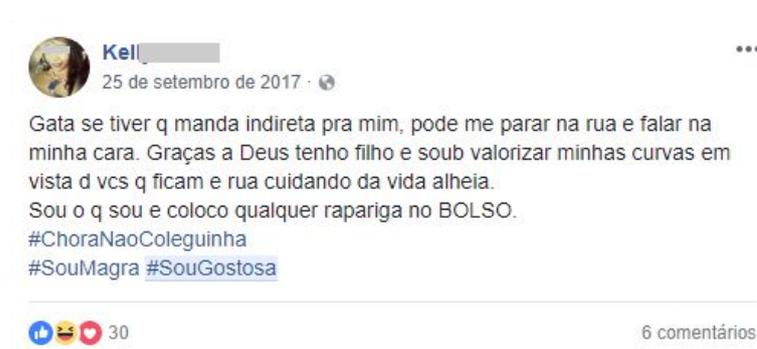 Kell
25 de setembro de 2017 ·
Gata se tiver q manda indireta pra mim, pode me parar na rua e falar na
minha cara. Graças a Deus tenho filho e soub valorizar minhas curvas em
vista d vcs q ficam e rua cuidando da vida alheia.
Sou o q sou e coloco qualquer rapariga no BOLSO.
#ChoraNaoColeguinha
#SouMagra #SouGostosa
30
6 comentários